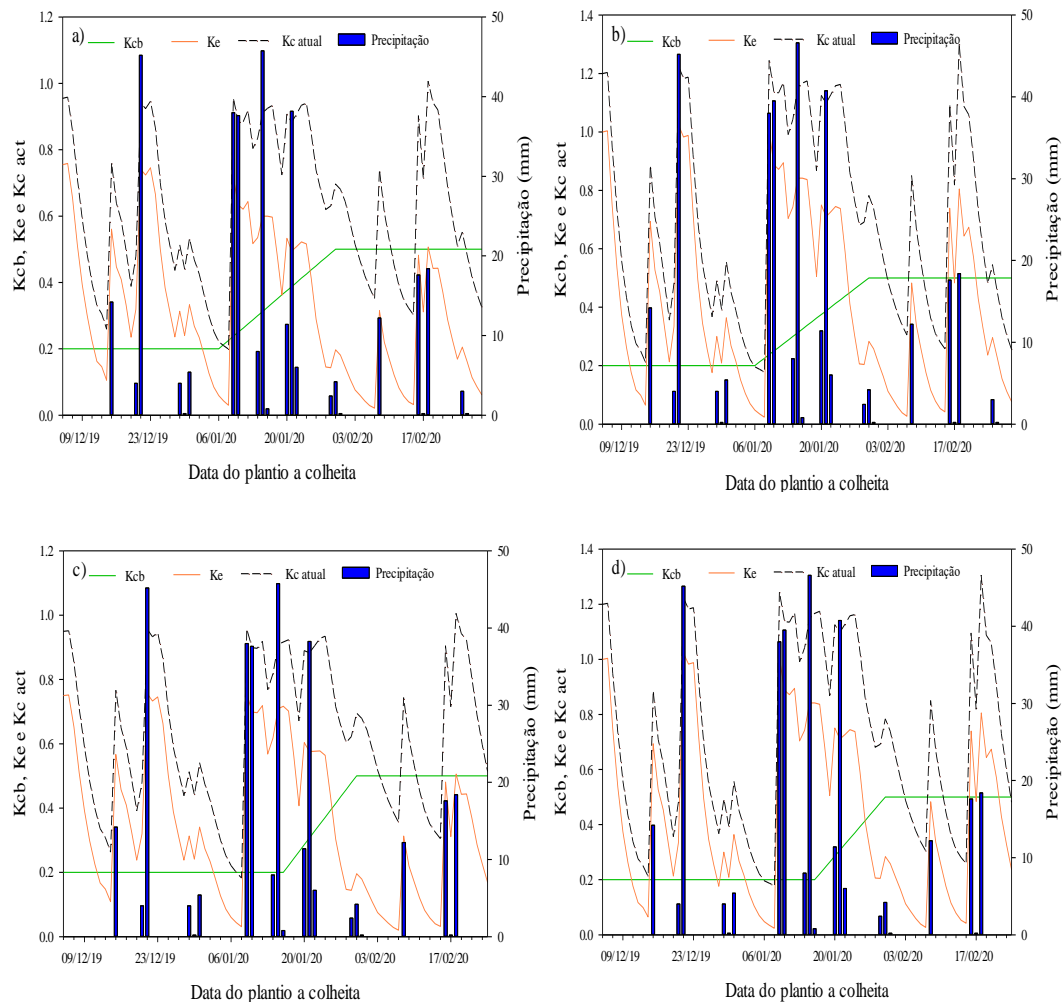 a)
Kcb Ke Kc atual Precipitação
Kcb, Ke e Kc act
1.2
1.0
0.8
0.6
0.4
0.2
0.0
Precipitação (mm)
50
40
30
20
10
0
09/12/19 23/12/19 06/01/20 20/01/20 03/02/20 17/02/20
Data do plantio a colheita
b)
Kcb Ke Kc atual Precipitação
Kcb, Ke e Kc act
1.4
1.2
1.0
0.8
0.6
0.4
0.2
0.0
Precipitação (mm)
50
40
30
20
10
0
09/12/19 23/12/19 06/01/20 20/01/20 03/02/20 17/02/20
Data do plantio a colheita
c)
Kcb Ke Kc atual Precipitação
Kcb, Ke e Kc act
1.2
1.0
0.8
0.6
0.4
0.2
0.0
Precipitação (mm)
50
40
30
20
10
0
09/12/19 23/12/19 06/01/20 20/01/20 03/02/20 17/02/20
Data do plantio a colheita
d)
Kcb Ke Kc atual Precipitação
Kcb, Ke e Kc act
1.4
1.2
1.0
0.8
0.6
0.4
0.2
0.0
Precipitação (mm)
50
40
30
20
10
0
09/12/19 23/12/19 06/01/20 20/01/20 03/02/20 17/02/20
Data do plantio a colheita